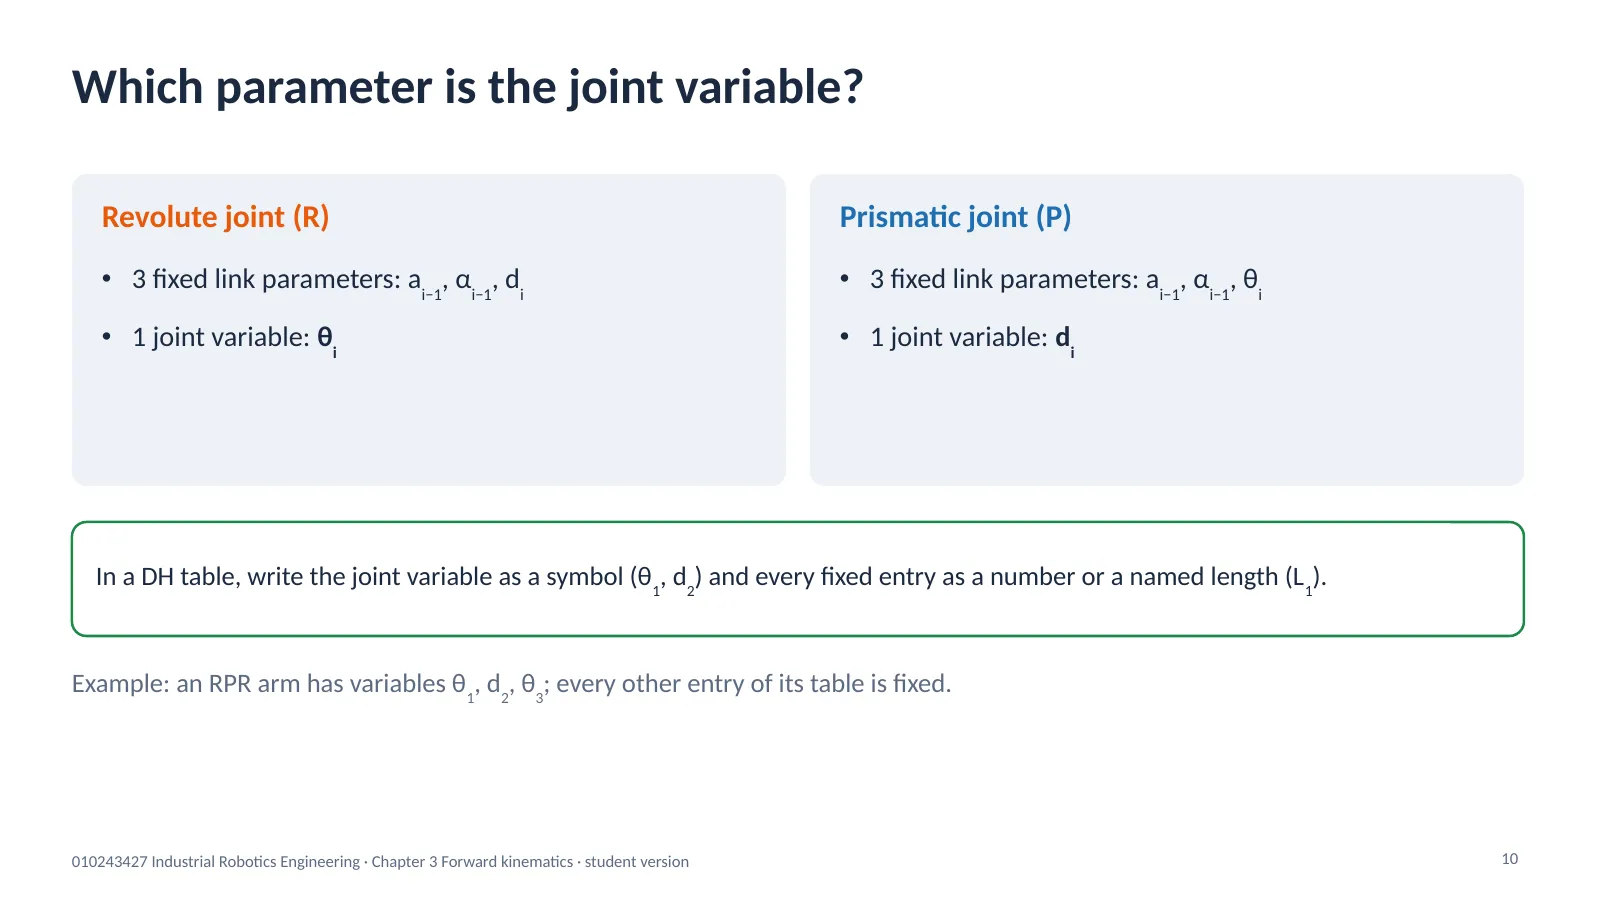 Which parameter is the joint variable?
Revolute joint (R)
• 3 fixed link parameters: aᵢ₋₁, αᵢ₋₁, dᵢ
• 1 joint variable: θᵢ
Prismatic joint (P)
• 3 fixed link parameters: aᵢ₋₁, αᵢ₋₁, θᵢ
• 1 joint variable: dᵢ
In a DH table, write the joint variable as a symbol (θ₁, d₂) and every fixed entry as a number or a named length (L₁).
Example: an RPR arm has variables θ₁, d₂, θ₃; every other entry of its table is fixed.
010243427 Industrial Robotics Engineering · Chapter 3 Forward kinematics · student version
10